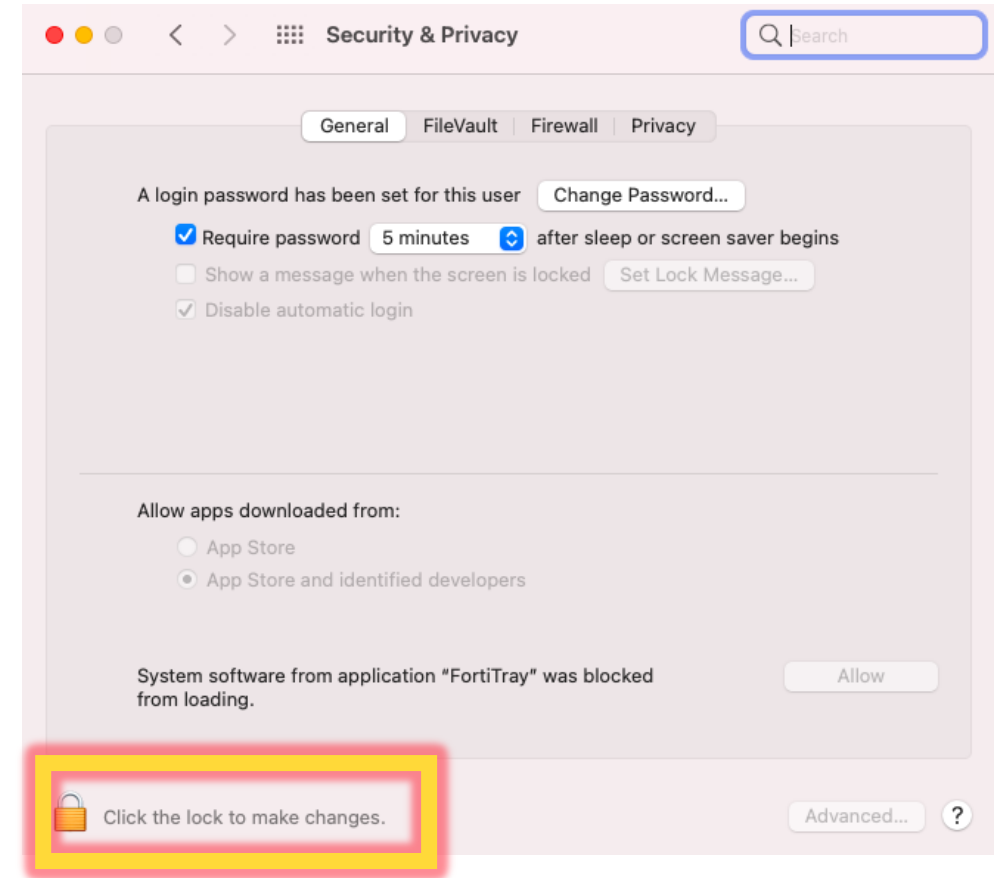 Security & Privacy
Search
General FileVault Firewall Privacy
A login password has been set for this user Change Password...
Require password 5 minutes after sleep or screen saver begins
Show a message when the screen is locked Set Lock Message...
Disable automatic login
Allow apps downloaded from:
App Store
App Store and identified developers
System software from application “FortiTray” was blocked
from loading.
Allow
Click the lock to make changes.
Advanced... ?